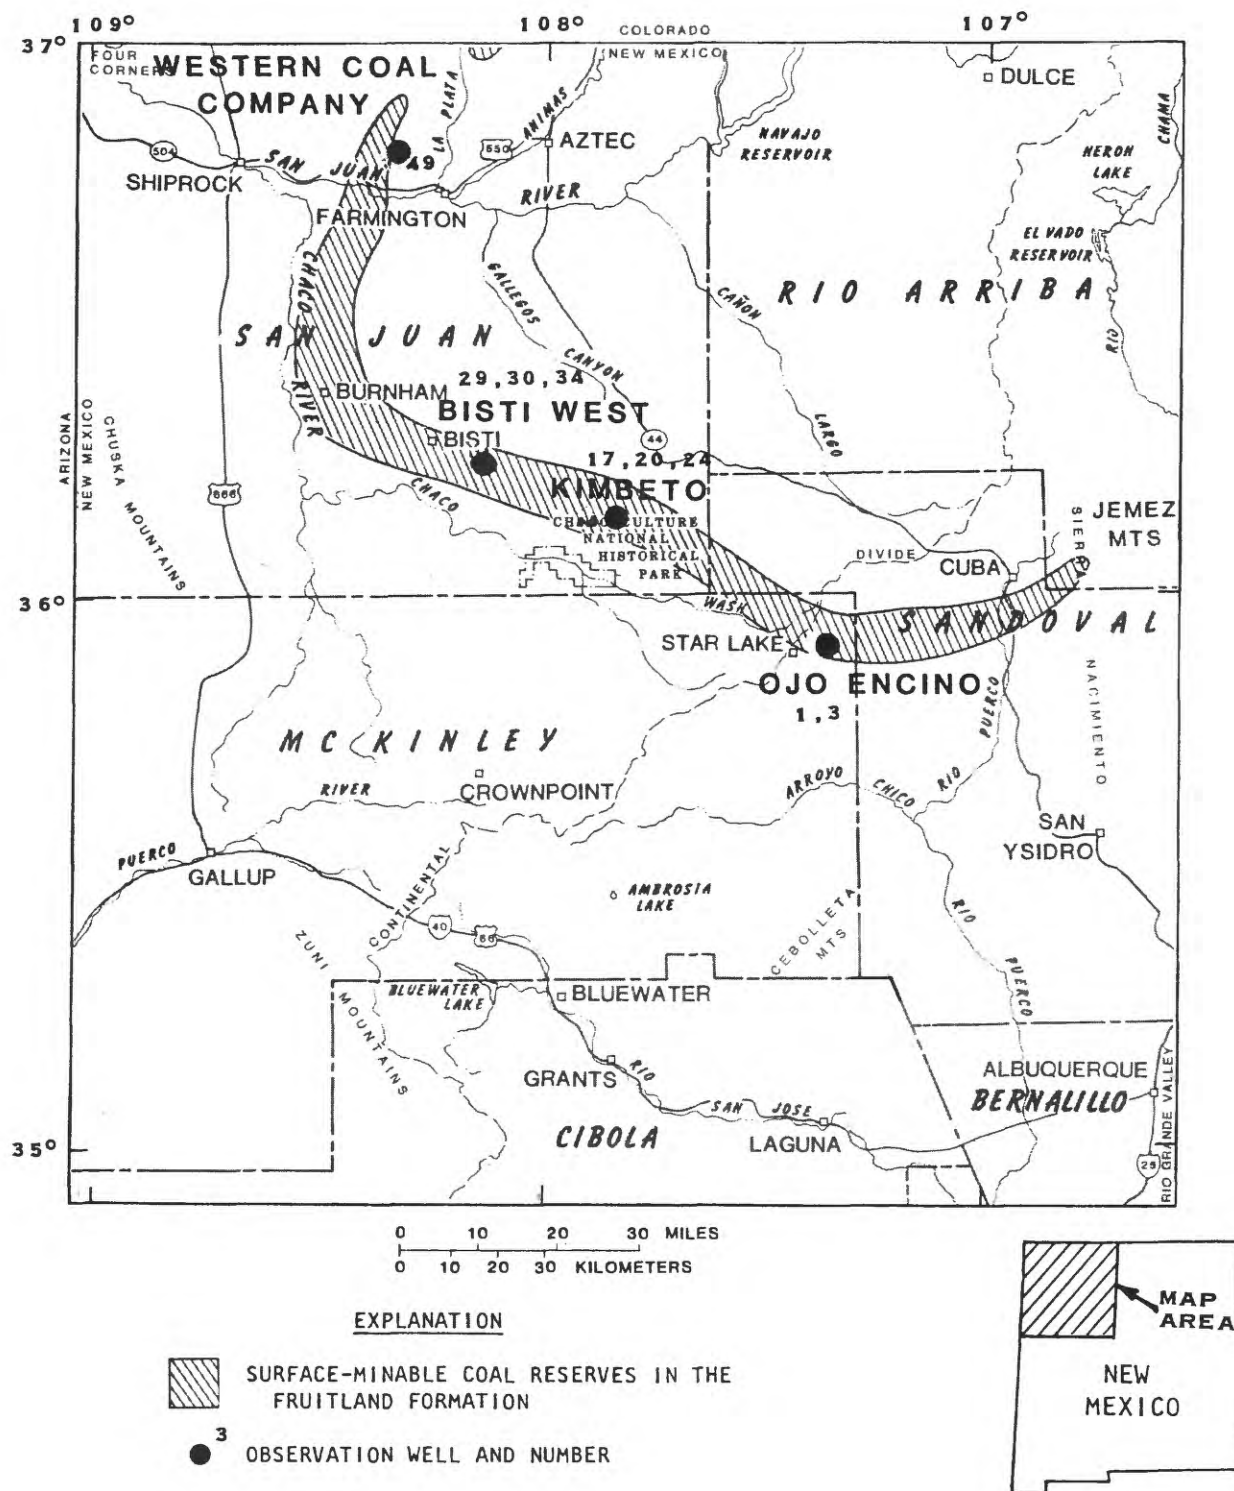 109° 108° 107°
37°
COLORADO
NEW MEXICO
FOUR
CORNERS
WESTERN COAL
COMPANY
DULCE
LA PLATA
ANIMAS
550
AZTEC
NAVAJO
RESERVOIR
CHAMA
HERON
LAKE
504
49
SHIPROCK
SAN JUAN RIVER
FARMINGTON
EL VADO
RESERVOIR
CHACO RIVER
GALLEGOS
CANYON
CAÑON
LARGO
RIO ARRIBA
RIO
SAN JUAN
29,30,34
BURNHAM
BISTI WEST
BISTI
44
ARIZONA
NEW MEXICO
CHUSKA MOUNTAINS
666
17,20,24
KIMBETO
CHACO
WASH
CHACO CULTURE
NATIONAL
HISTORICAL
PARK
DIVIDE
CUBA
SIERRA
JEMEZ
MTS
36°
SANDOVAL
STAR LAKE
OJO ENCINO
1,3
NACIMIENTO
MC KINLEY
PUERCO
RIO
CROWNPOINT
RIVER
ARROYO
CHICO
SAN
YSIDRO
PUERCO
GALLUP
CONTINENTAL
AMBROSIA
LAKE
RIO
PUERCO
CEBOLLETA
MTS
40
66
ZUNI
MOUNTAINS
BLUEWATER
LAKE
BLUEWATER
GRANTS
RIO
SAN JOSE
LAGUNA
CIBOLA
ALBUQUERQUE
BERNALILLO
RIO GRANDE VALLEY
25
35°
0 10 20 30 MILES
0 10 20 30 KILOMETERS
EXPLANATION
SURFACE-MINABLE COAL RESERVES IN THE
FRUITLAND FORMATION
3
OBSERVATION WELL AND NUMBER
MAP
AREA
NEW
MEXICO